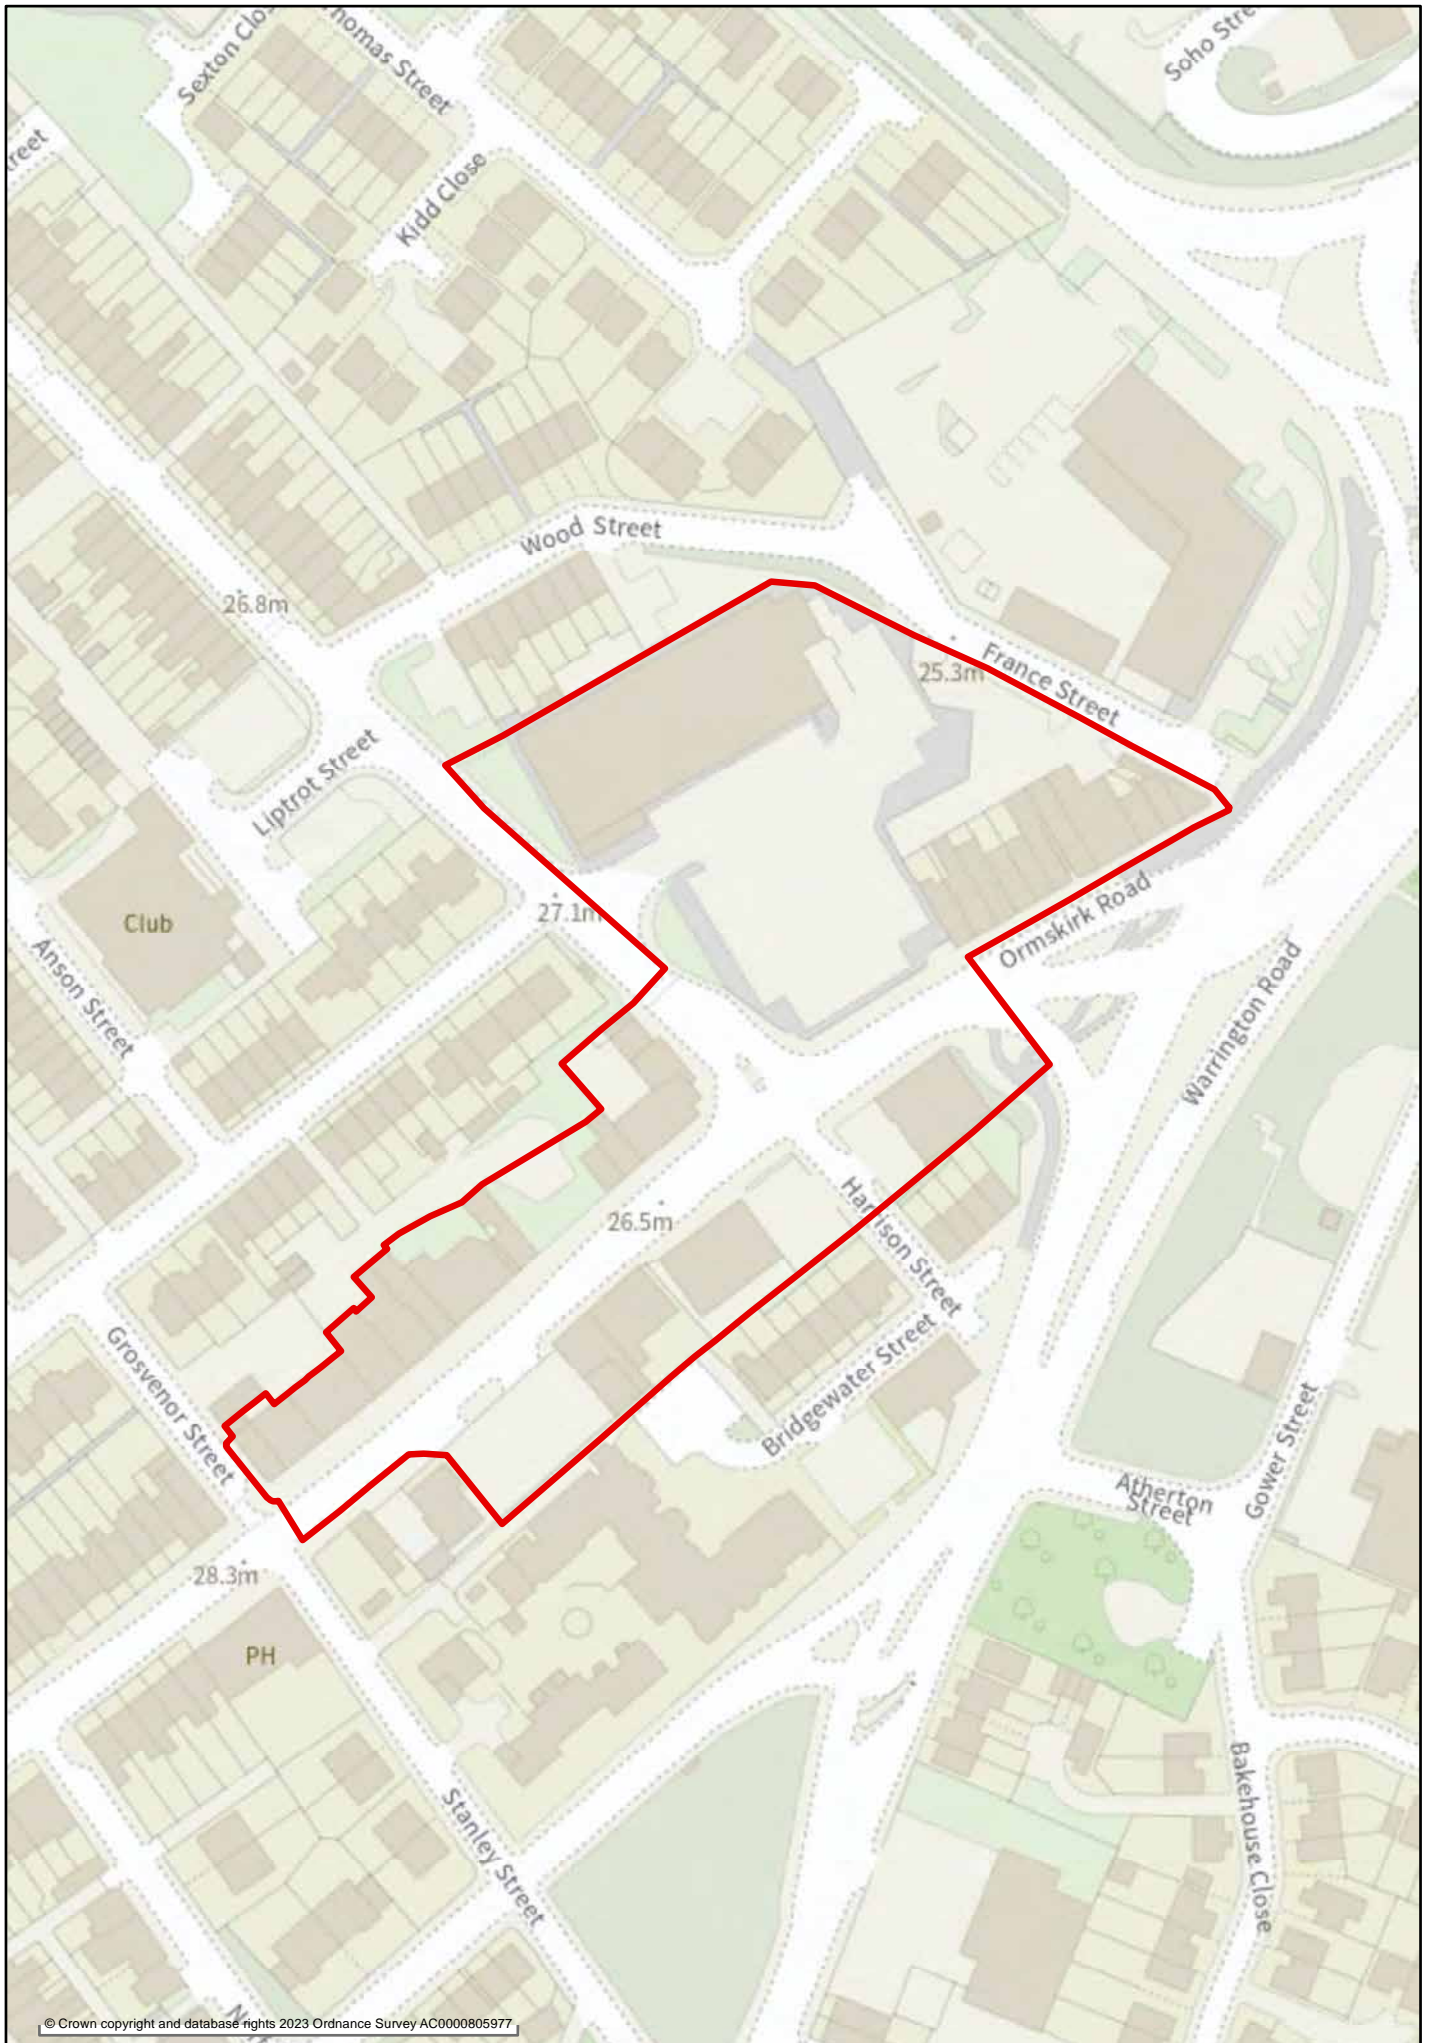 Sexton Clo
Thomas Street
Soho Stre
treet
Kidd Close
Wood Street
26.8m
France Street
25.3m
Liptrot Street
Club
27.1m
Ormskirk Road
Anson Street
Warrington Road
Harrison Street
26.5m
Grosvenor Street
Bridgewater Street
Gower Street
Atherton
Street
28.3m
PH
Bakehouse Close
Stanley Street
© Crown copyright and database rights 2023 Ordnance Survey AC0000805977